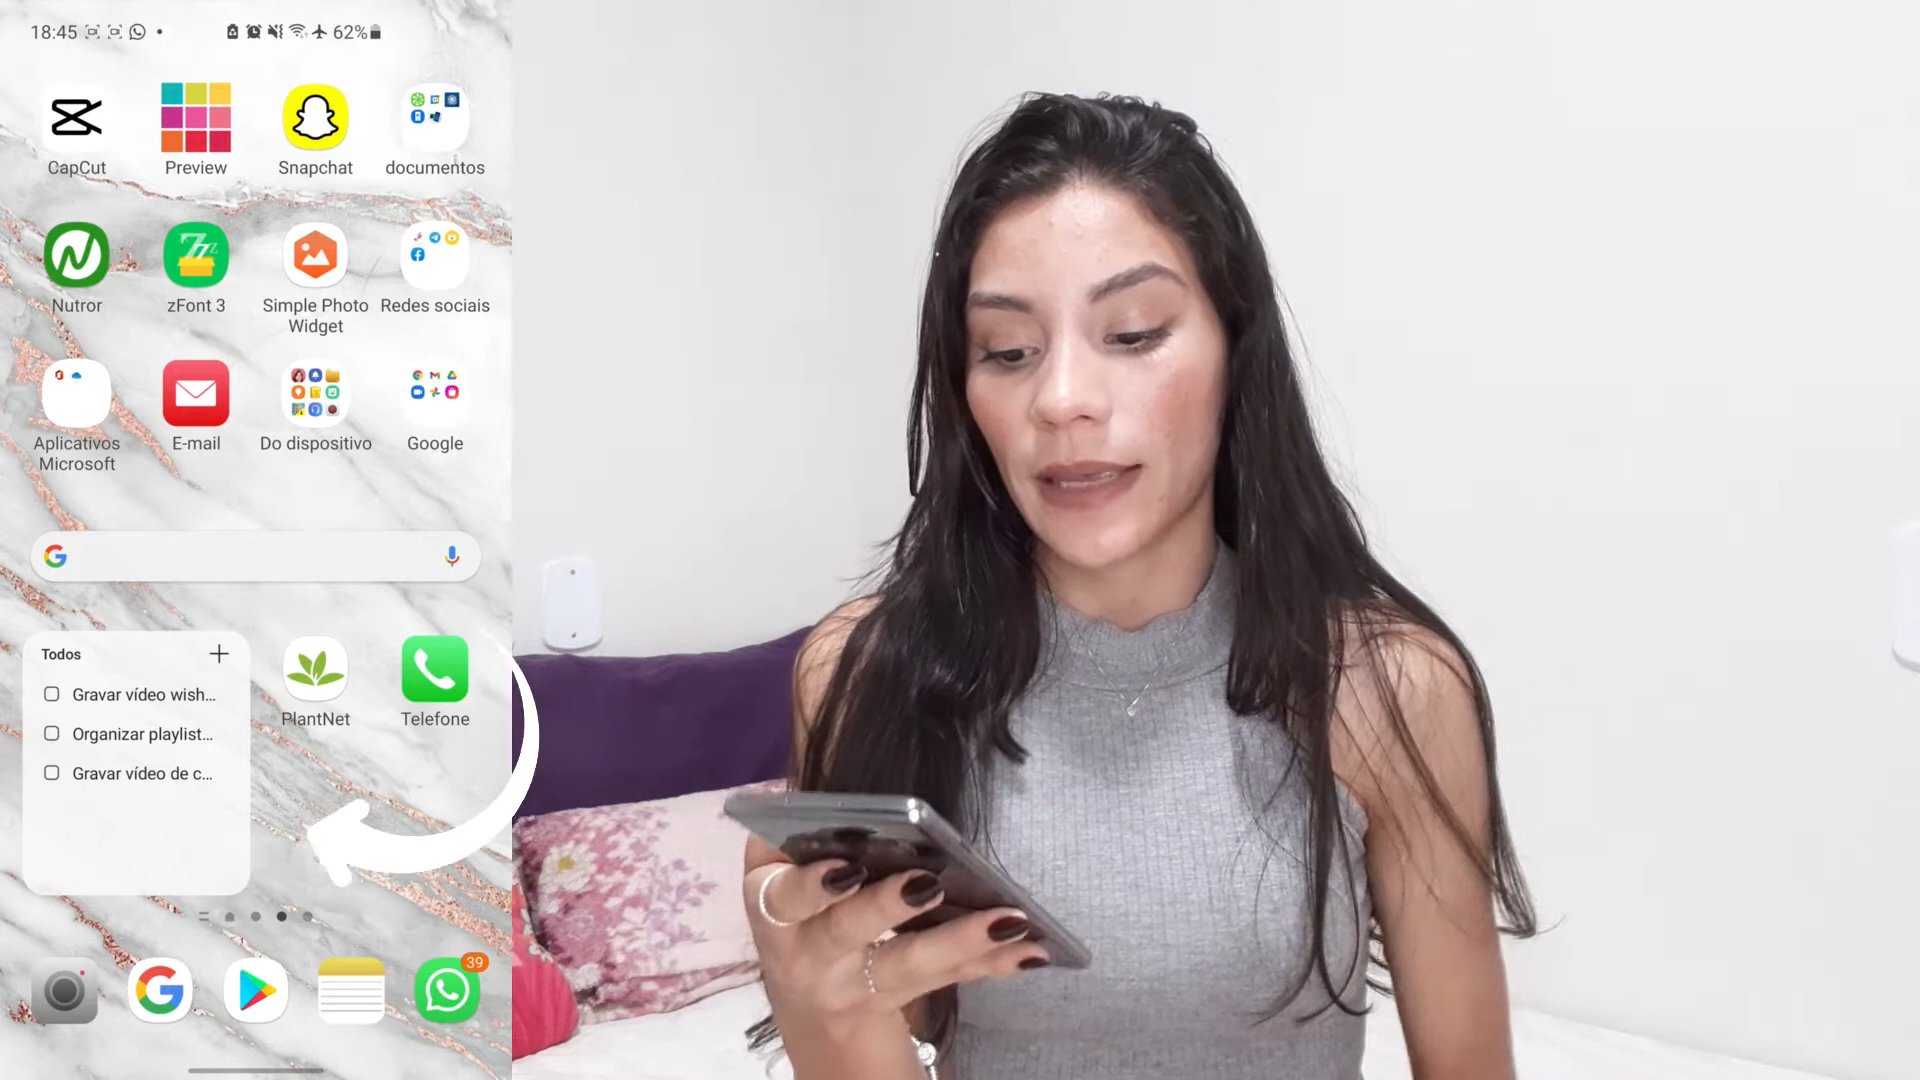 18:45
62%
CapCut
Preview
Snapchat
documentos
Nutror
zFont 3
Simple Photo
Widget
Redes sociais
Aplicativos
Microsoft
E-mail
Do dispositivo
Google
Todos
Gravar vídeo wish...
Organizar playlist...
Gravar vídeo de c...
PlantNet
Telefone
39